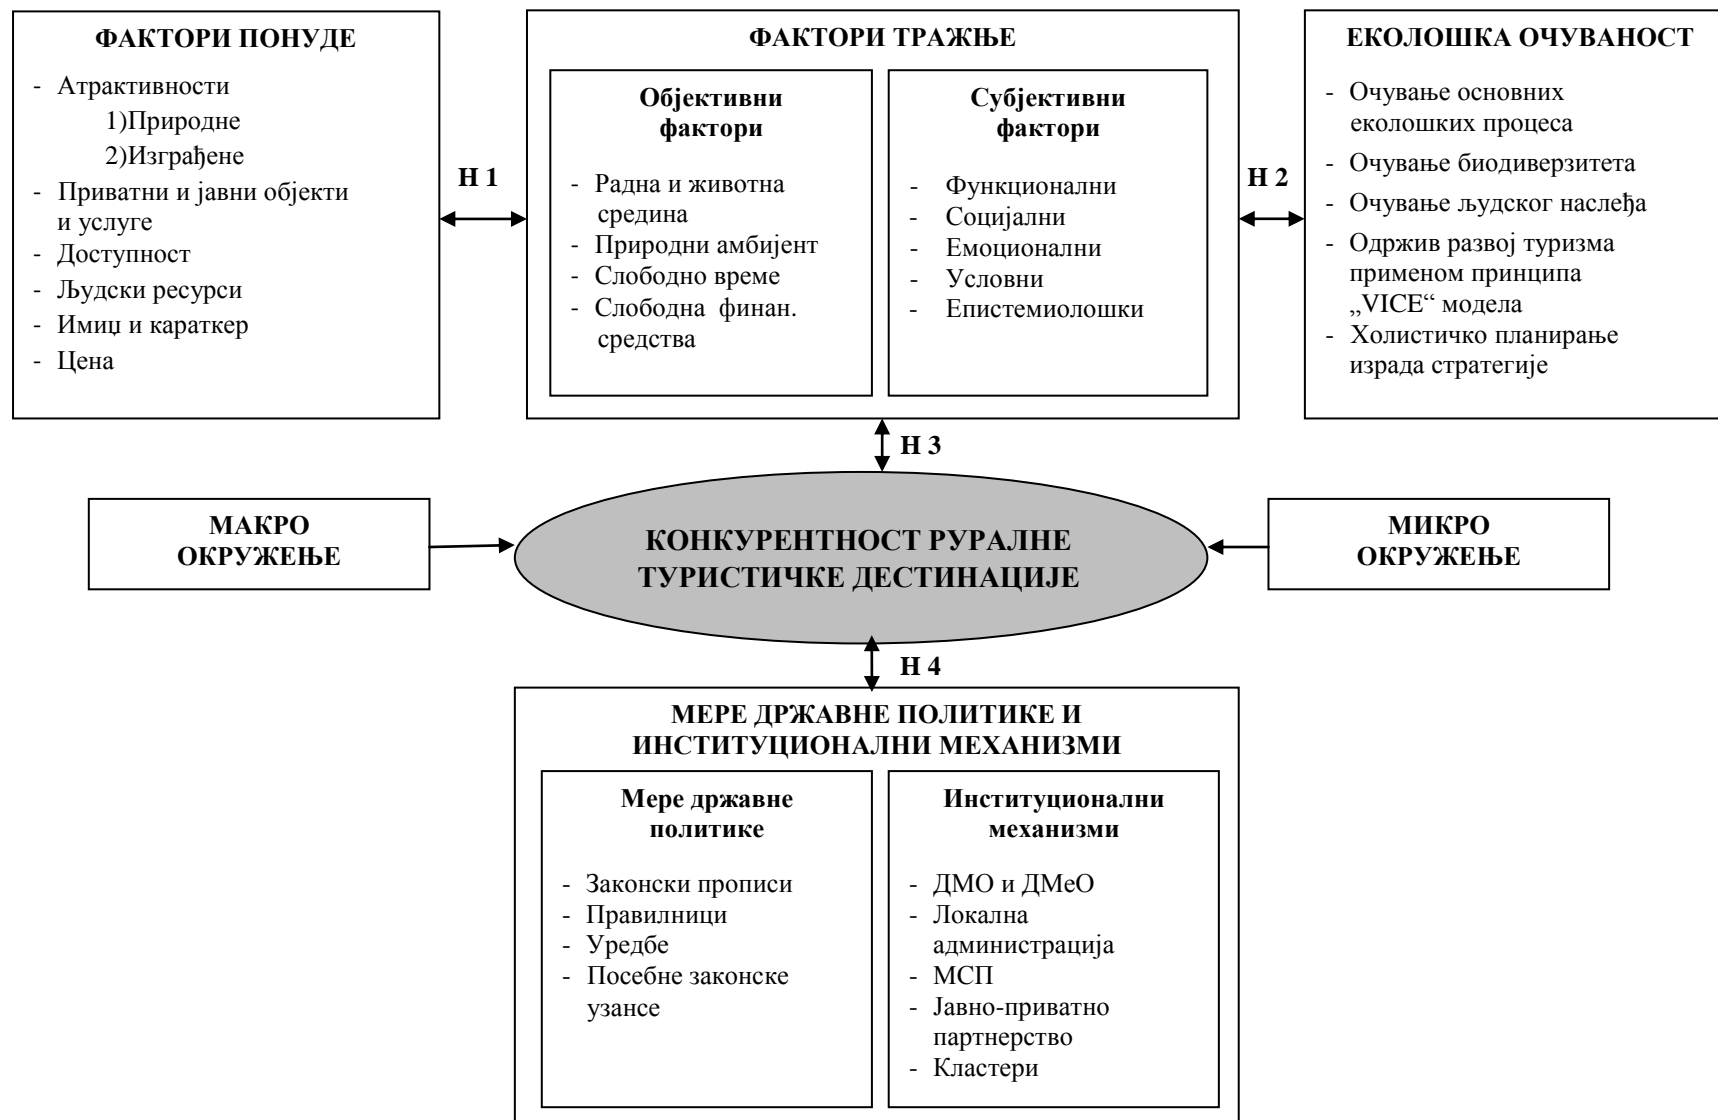 ФАКТОРИ ПОНУДЕ
- Атрактивности
1)Природне
2)Изграђене
- Приватни и јавни објекти
и услуге
- Доступност
- Људски ресурси
- Имиџ и караткер
- Цена
Н 1
ФАКТОРИ ТРАЖЊЕ
Објективни
фактори
- Радна и животна
средина
- Природни амбијент
- Слободно време
- Слободна финан.
средства
Субјективни
фактори
- Функционални
- Социјални
- Емоционални
- Условни
- Епистемиолошки
Н 2
ЕКОЛОШКА ОЧУВАНОСТ
- Очување основних
еколошких процеса
- Очување биодиверзитета
- Очување људског наслеђа
- Одржив развој туризма
применом принципа
„VICE“ модела
- Холистичко планирање
израда стратегије
Н 3
МАКРО
ОКРУЖЕЊЕ
КОНКУРЕНТНОСТ РУРАЛНЕ
ТУРИСТИЧКЕ ДЕСТИНАЦИЈЕ
МИКРО
ОКРУЖЕЊЕ
Н 4
МЕРЕ ДРЖАВНЕ ПОЛИТИКЕ И
ИНСТИТУЦИОНАЛНИ МЕХАНИЗМИ
Мере државне
политике
- Законски прописи
- Правилници
- Уредбе
- Посебне законске
узансе
Институционални
механизми
- ДМО и ДМеО
- Локална
администрација
- МСП
- Јавно-приватно
партнерство
- Кластери